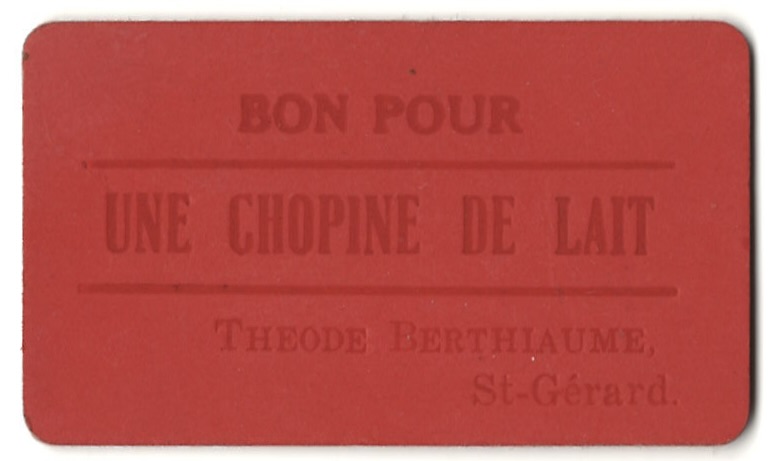 BON POUR
UNE CHOPINE DE LAIT
THEODE BERTHIAUME,
St-Gérard.